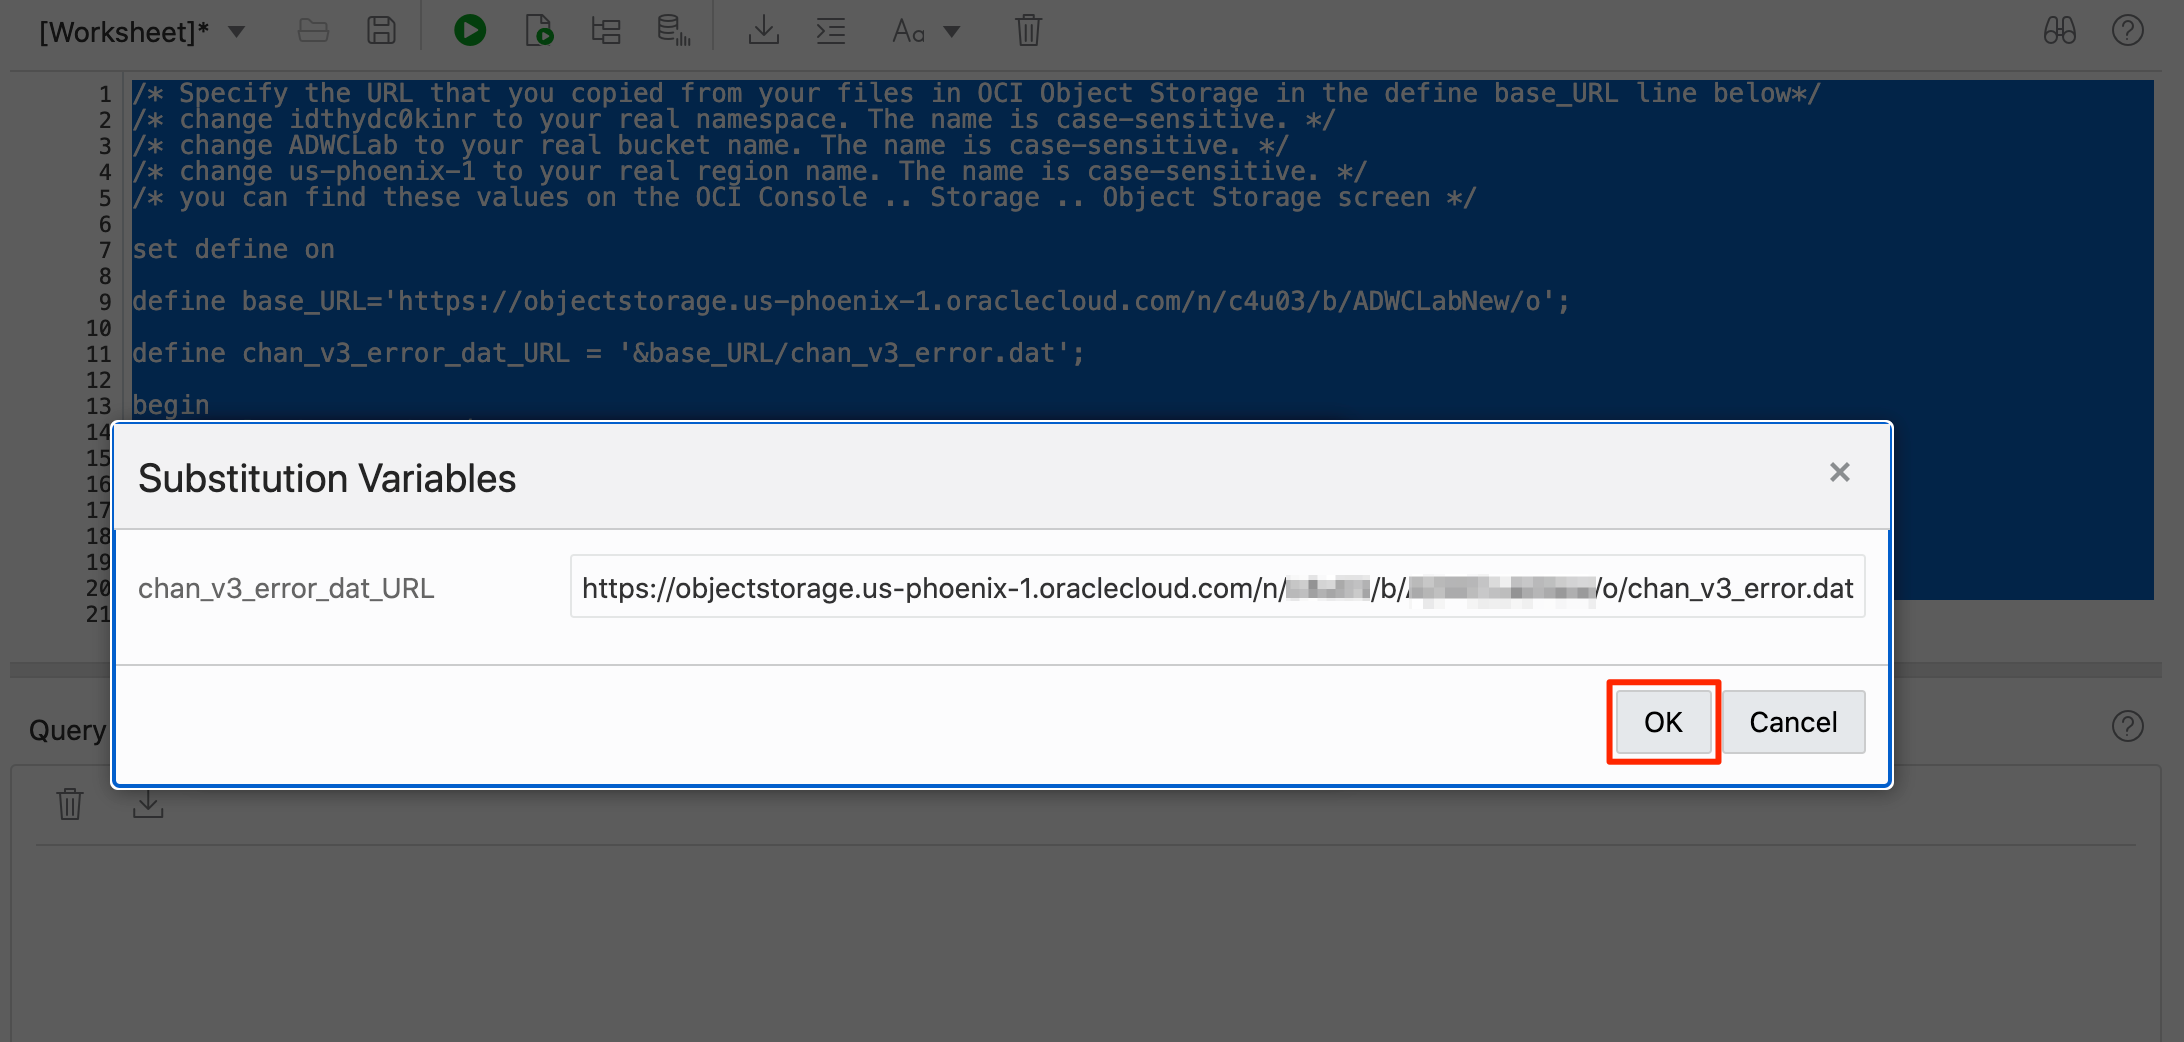 [Worksheet]*
Aa
1 /* Specify the URL that you copied from your files in OCI Object Storage in the define base_URL line below*/
2 /* change idthydc0kinr to your real namespace. The name is case-sensitive. */
3 /* change ADWCLab to your real bucket name. The name is case-sensitive. */
4 /* change us-phoenix-1 to your real region name. The name is case-sensitive. */
5 /* you can find these values on the OCI Console .. Storage .. Object Storage screen */
6
7 set define on
8
9 define base_URL='https://objectstorage.us-phoenix-1.oraclecloud.com/n/c4u03/b/ADWCLabNew/o';
10
11 define chan_v3_error_dat_URL = '&base_URL/chan_v3_error.dat';
12
13 begin
14
15
16
17
18
19
20
21
Substitution Variables
chan_v3_error_dat_URL
https://objectstorage.us-phoenix-1.oraclecloud.com/n/ /b/ /o/chan_v3_error.dat
OK
Cancel
Query